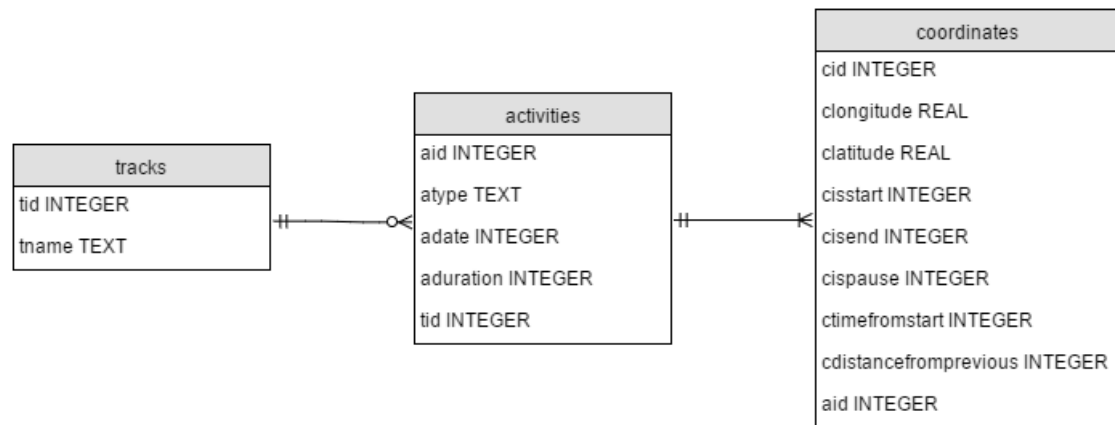 tracks
tid INTEGER
tname TEXT
activities
aid INTEGER
atype TEXT
adate INTEGER
aduration INTEGER
tid INTEGER
coordinates
cid INTEGER
clongitude REAL
clatitude REAL
cisstart INTEGER
cisend INTEGER
cispause INTEGER
ctimefromstart INTEGER
cdistancefromprevious INTEGER
aid INTEGER